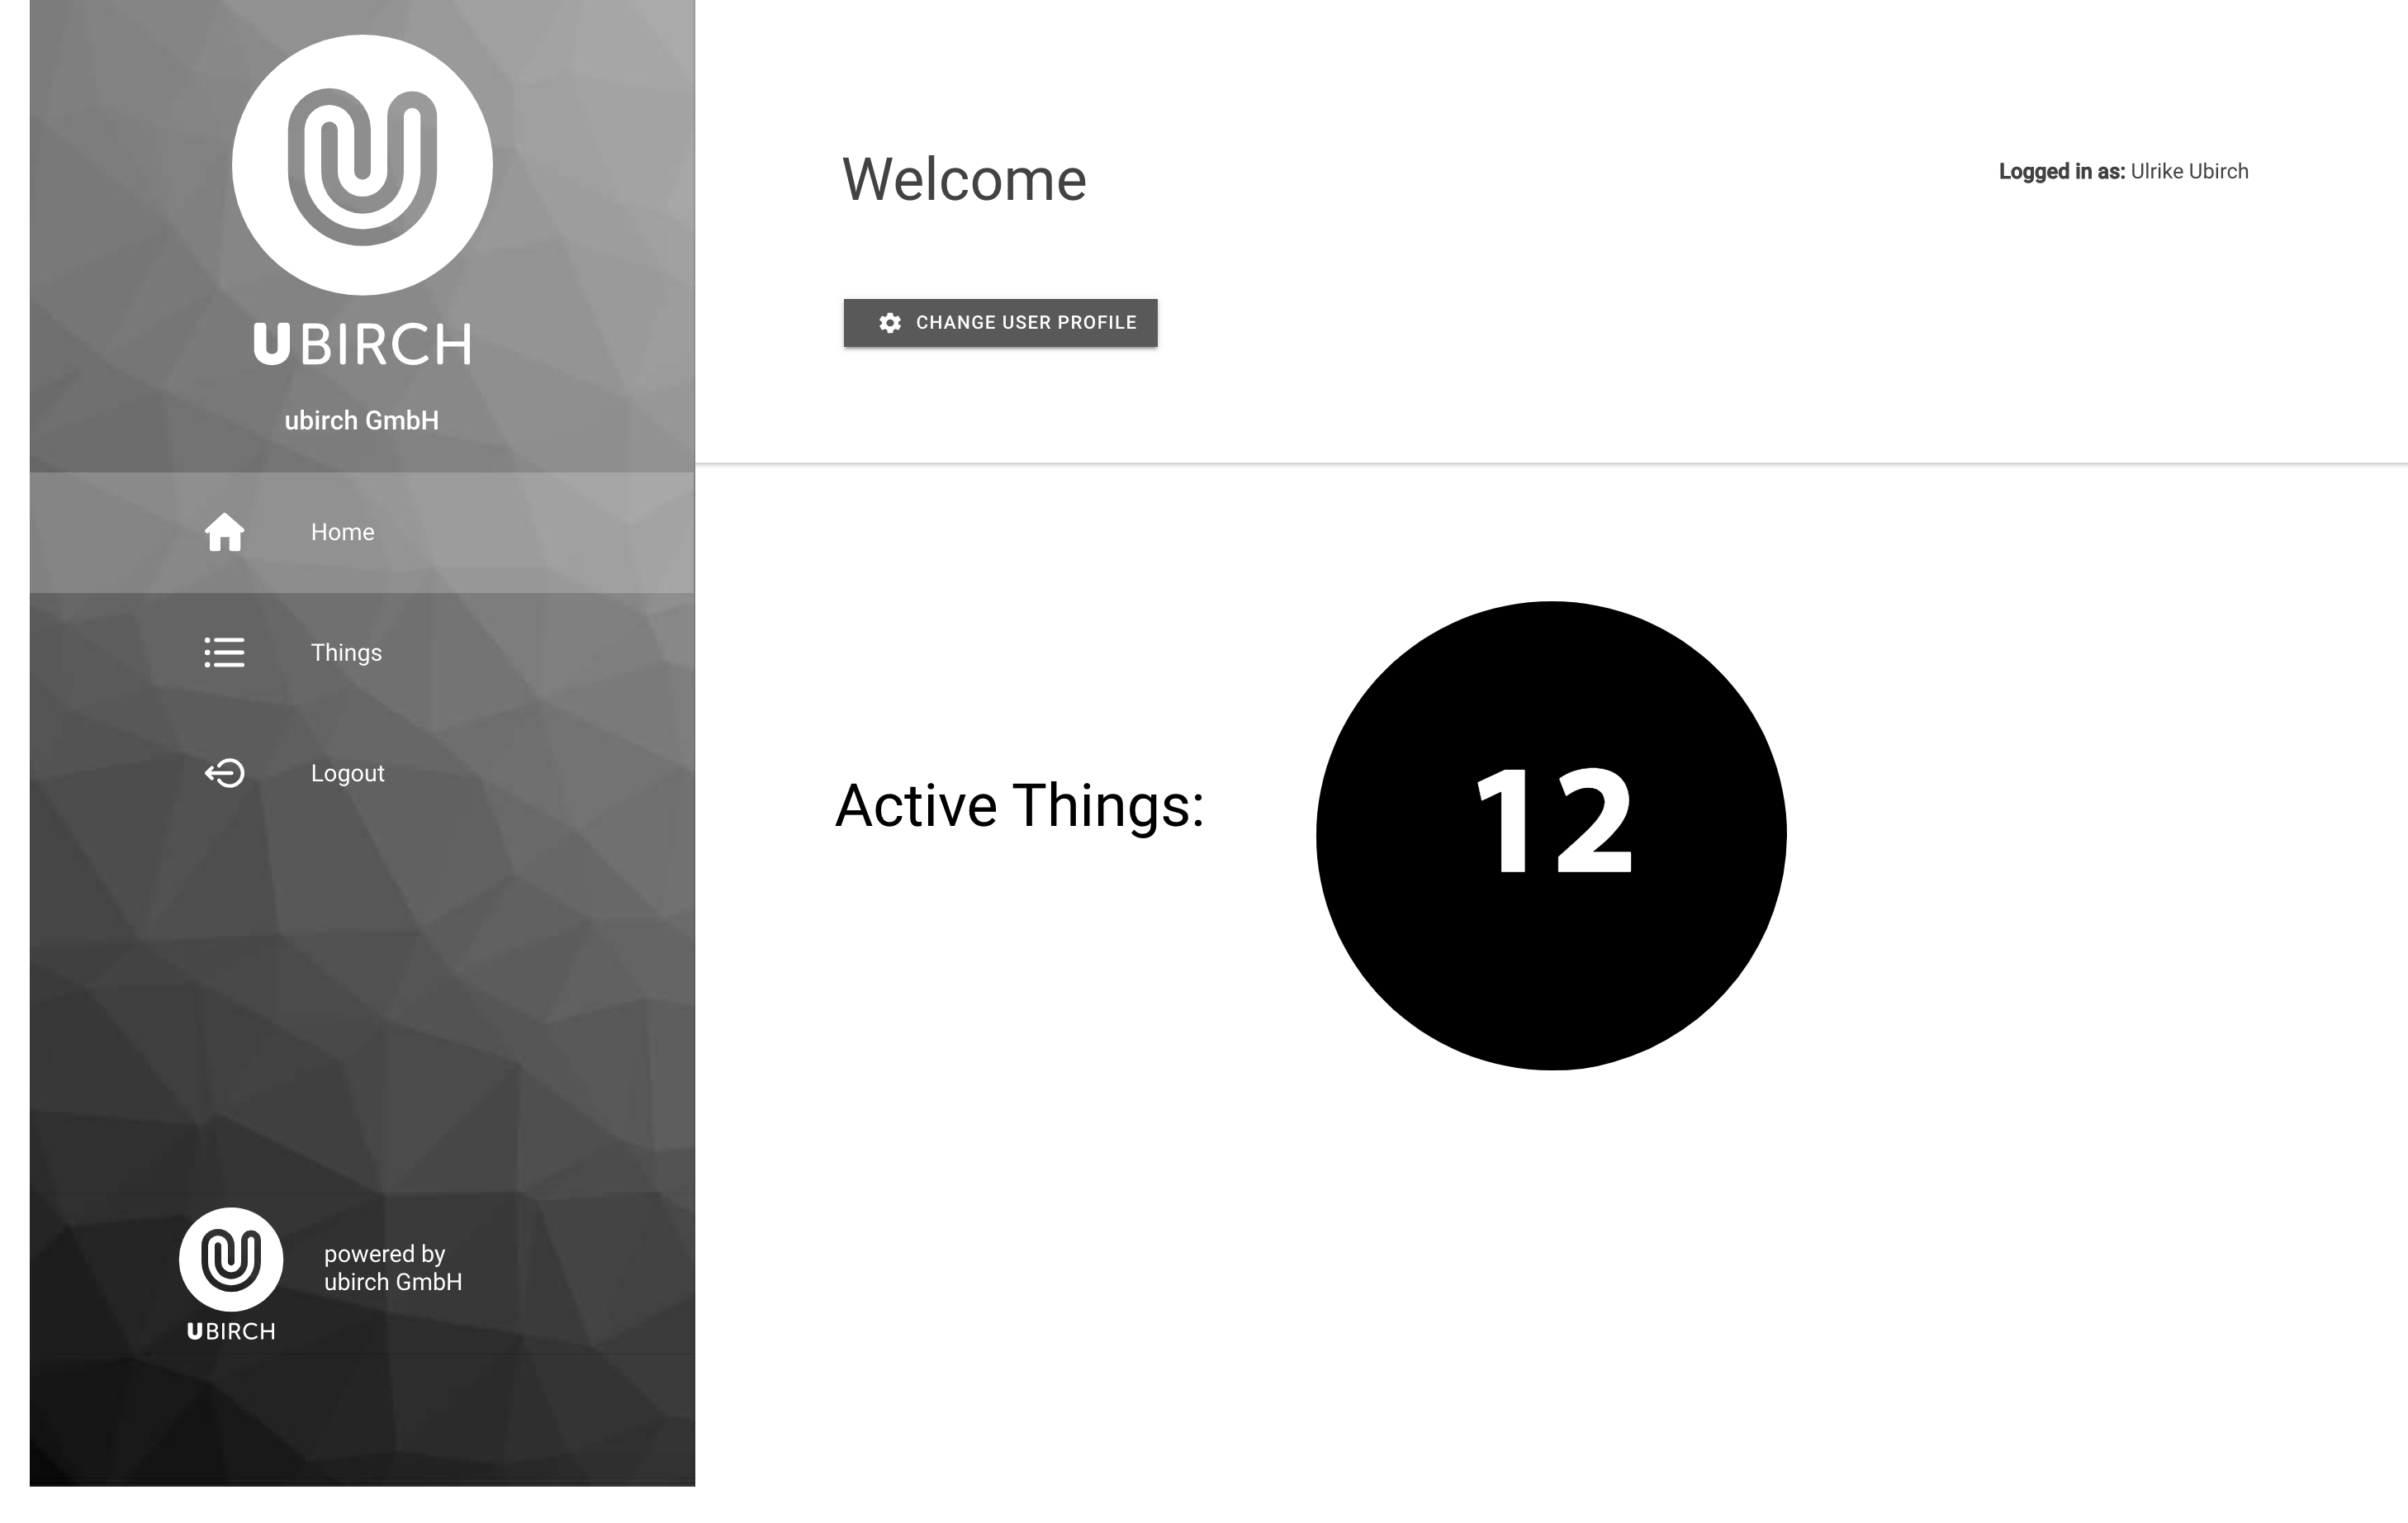 UBIRCH
ubirch GmbH
Home
Things
Logout
UBIRCH
powered by
ubirch GmbH
Welcome
Logged in as: Ulrike Ubirch
CHANGE USER PROFILE
Active Things:
12